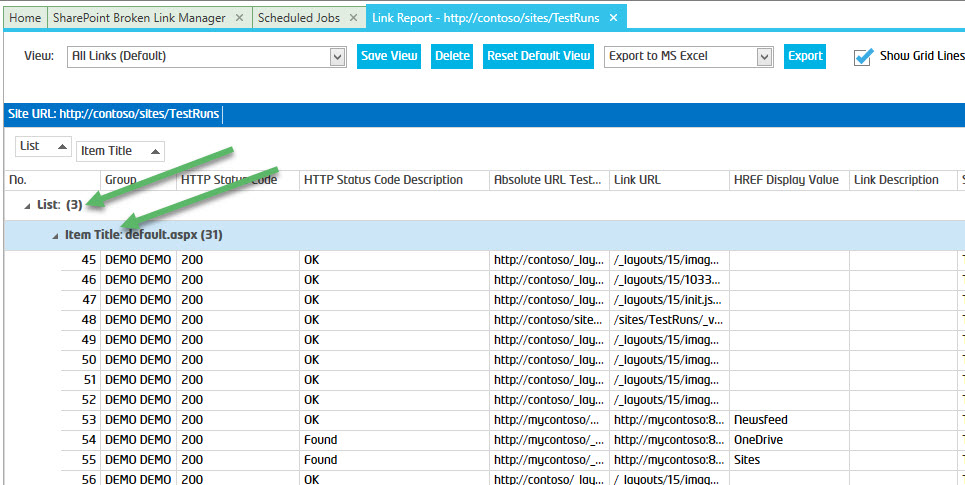 Home SharePoint Broken Link Manager Scheduled Jobs Link Report - http://contoso/sites/TestRuns
View: All Links (Default) Save View Delete Reset Default View Export to MS Excel Export Show Grid Lines
Site URL: http://contoso/sites/TestRuns
List Item Title
No. Group HTTP Status Code HTTP Status Code Description Absolute URL Test... Link URL HREF Display Value Link Description S
List: (3)
Item Title: default.aspx (31)
45 DEMO DEMO 200 OK http://contoso/_lay... /_layouts/15/imag...
46 DEMO DEMO 200 OK http://contoso/_lay... /_layouts/15/1033...
47 DEMO DEMO 200 OK http://contoso/_lay... /_layouts/15/init.js...
48 DEMO DEMO 200 OK http://contoso/site... /sites/TestRuns/_v...
49 DEMO DEMO 200 OK http://contoso/_lay... /_layouts/15/imag...
50 DEMO DEMO 200 OK http://contoso/_lay... /_layouts/15/imag...
51 DEMO DEMO 200 OK http://contoso/_lay... /_layouts/15/imag...
52 DEMO DEMO 200 OK http://contoso/_lay... /_layouts/15/imag...
53 DEMO DEMO 200 OK http://mycontoso/... http://mycontoso:8... Newsfeed
54 DEMO DEMO 200 Found http://mycontoso/_... http://mycontoso:8... OneDrive
55 DEMO DEMO 200 Found http://mycontoso/_... http://mycontoso:8... Sites
56 DEMO DEMO 200 OK http://contoso/_lay... /_layouts/15/imag...